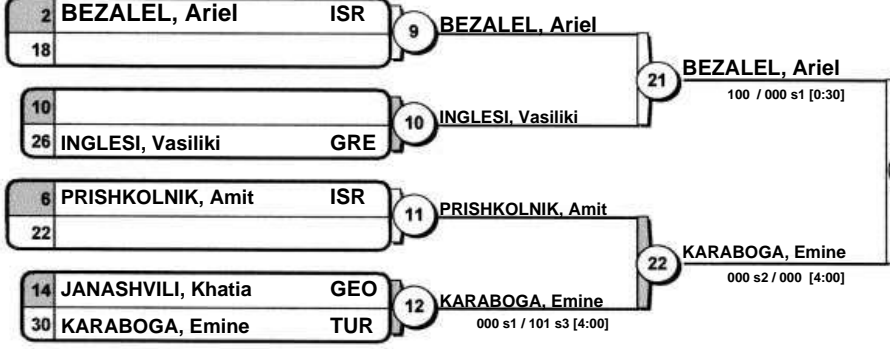 2 BEZALEL, Ariel ISR
18
9
BEZALEL, Ariel
10
26 INGLESI, Vasiliki GRE
10
INGLESI, Vasiliki
21
BEZALEL, Ariel
100 / 000 s1 [0:30]
6 PRISHKOLNIK, Amit ISR
22
11
PRISHKOLNIK, Amit
14 JANASHVILI, Khatia GEO
30 KARABOGA, Emine TUR
12
KARABOGA, Emine
000 s1 / 101 s3 [4:00]
22
KARABOGA, Emine
000 s2 / 000 [4:00]